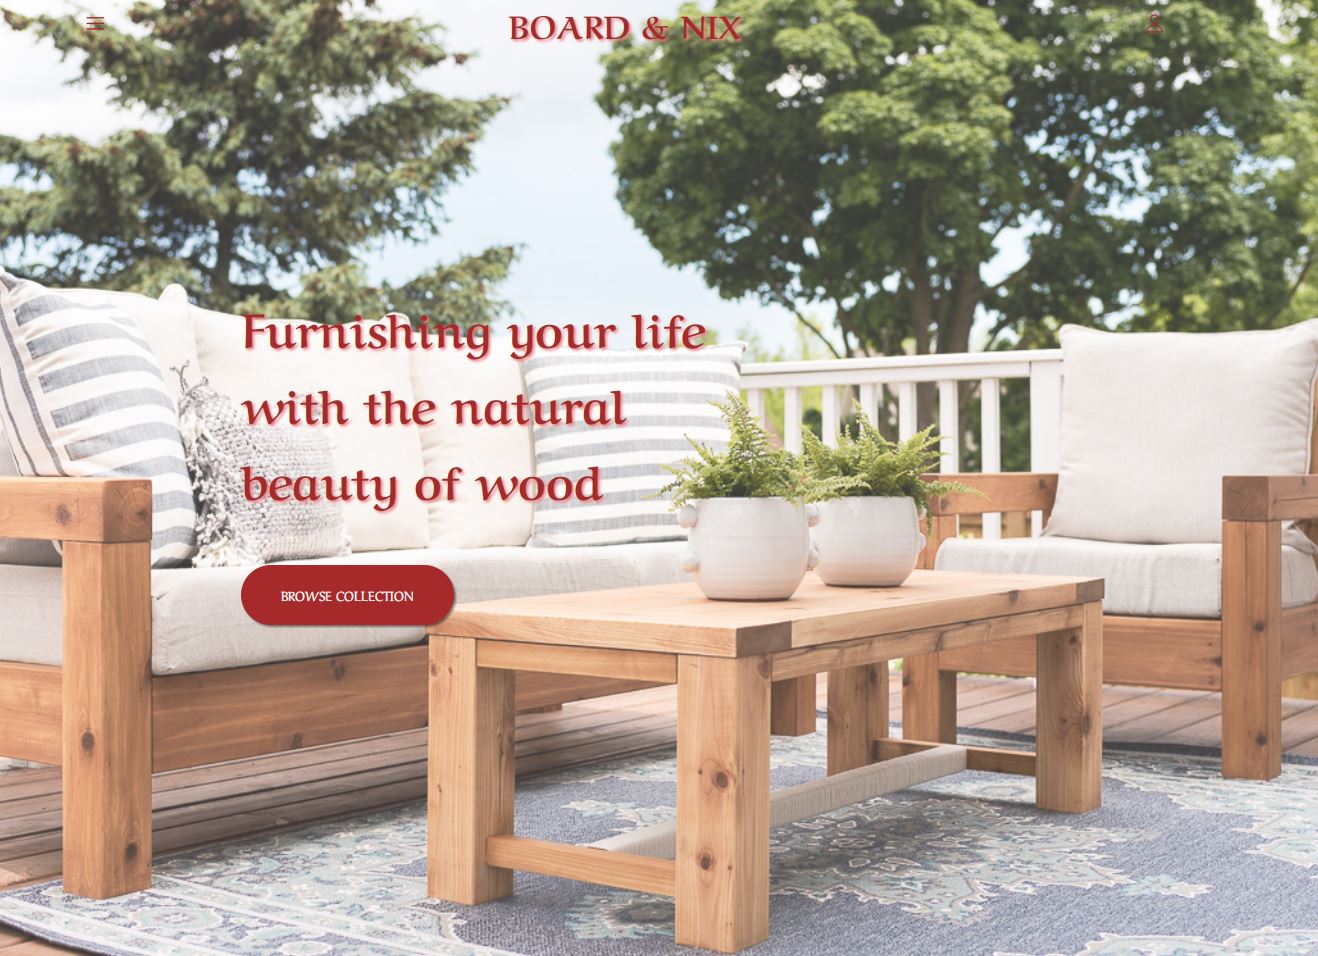 BOARD & NIX
Furnishing your life
with the natural
beauty of wood
BROWSE COLLECTION